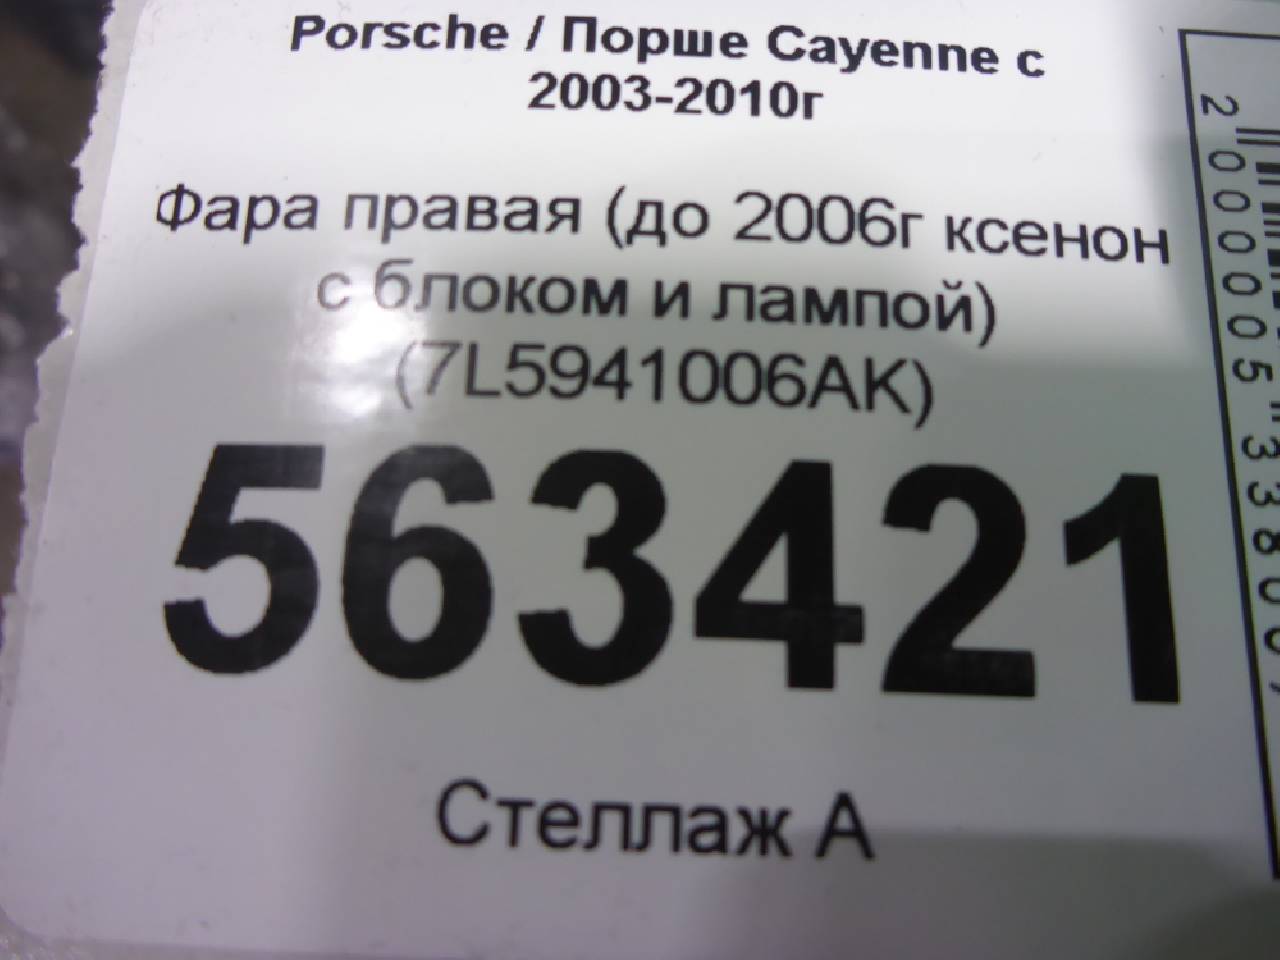 Porsche / Порше Cayenne с
2003-2010г
Фара правая (до 2006г ксенон
с блоком и лампой)
(7L5941006AK)
563421
Стеллаж А